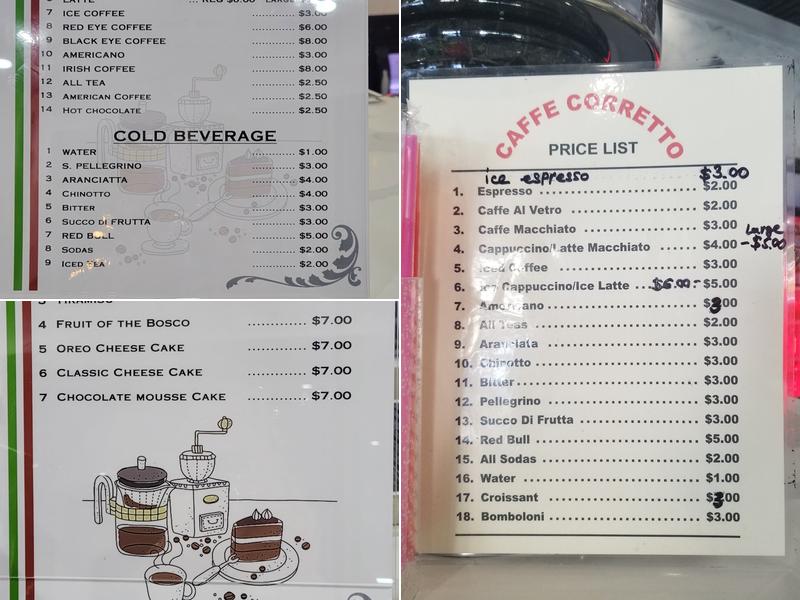 ... REG $6.00 LARGE
7 ICE COFFEE ............ $3.00
8 RED EYE COFFEE ............ $6.00
9 BLACK EYE COFFEE ............ $8.00
10 AMERICANO ............ $3.00
11 IRISH COFFEE ............ $8.00
12 ALL TEA ............ $2.50
13 AMERICAN COFFEE ............ $2.50
14 HOT CHOCOLATE ............ $2.50
COLD BEVERAGE
1 WATER ............ $1.00
2 S. PELLEGRINO ............ $3.00
3 ARANCIATTA ............ $4.00
4 CHINOTTO ............ $4.00
5 BITTER ............ $3.00
6 SUCCO DI FRUTTA ............ $3.00
7 RED BULL ............ $5.00
8 SODAS ............ $2.00
9 ICED TEA ............ $2.00
3 TIRAMISU
4 FRUIT OF THE BOSCO ............ $7.00
5 OREO CHEESE CAKE ............ $7.00
6 CLASSIC CHEESE CAKE ............ $7.00
7 CHOCOLATE MOUSSE CAKE ............ $7.00
CAFFE CORRETTO
PRICE LIST
ice espresso $3.00
1. Espresso ............ $2.00
2. Caffe Al Vetro ............ $2.00
3. Caffe Macchiato ............ $3.00 Large
4. Cappuccino/Latte Macchiato ...... $4.00 -$5.00
5. Iced Coffee ............ $3.00
6. Ice Cappuccino/Ice Latte ... $6.00 - $5.00
7. Americano ............ $3.00
8. All Teas ............ $2.00
9. Aranciata ............ $3.00
10. Chinotto ............ $3.00
11. Bitter ............ $3.00
12. Pellegrino ............ $3.00
13. Succo Di Frutta ............ $3.00
14. Red Bull ............ $5.00
15. All Sodas ............ $2.00
16. Water ............ $1.00
17. Croissant ............ $3.00
18. Bomboloni ............ $3.00